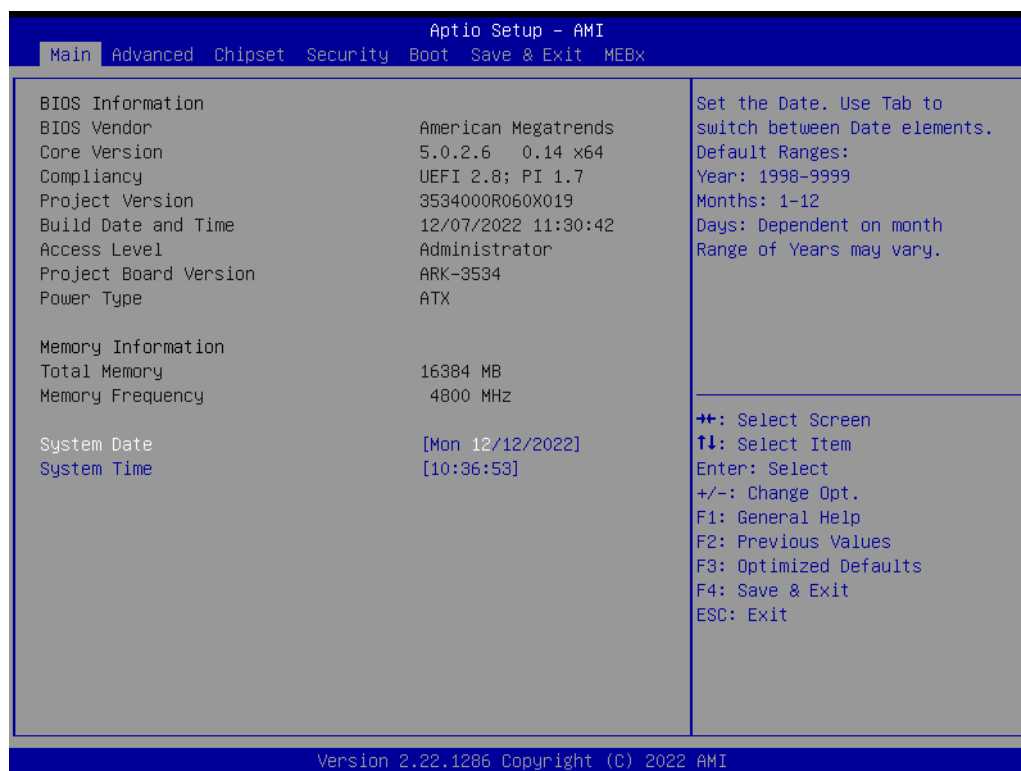 Aptio Setup - AMI
Main Advanced Chipset Security Boot Save & Exit MEBx
BIOS Information
BIOS Vendor American Megatrends
Core Version 5.0.2.6 0.14 x64
Compliancy UEFI 2.8; PI 1.7
Project Version 3534000R060X019
Build Date and Time 12/07/2022 11:30:42
Access Level Administrator
Project Board Version ARK-3534
Power Type ATX
Memory Information
Total Memory 16384 MB
Memory Frequency 4800 MHz
System Date [Mon 12/12/2022]
System Time [10:36:53]
Set the Date. Use Tab to
switch between Date elements.
Default Ranges:
Year: 1998-9999
Months: 1-12
Days: Dependent on month
Range of Years may vary.
→←: Select Screen
↑↓: Select Item
Enter: Select
+/-: Change Opt.
F1: General Help
F2: Previous Values
F3: Optimized Defaults
F4: Save & Exit
ESC: Exit
Version 2.22.1286 Copyright (C) 2022 AMI